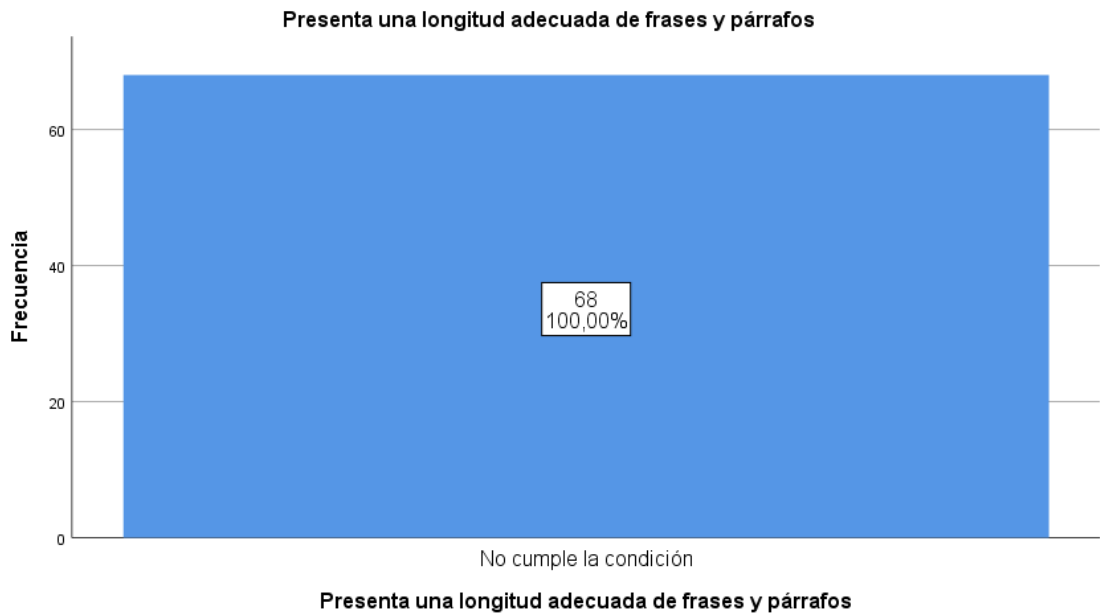 Presenta una longitud adecuada de frases y párrafos
60
40
20
0
Frecuencia
68
100,00%
No cumple la condición
Presenta una longitud adecuada de frases y párrafos